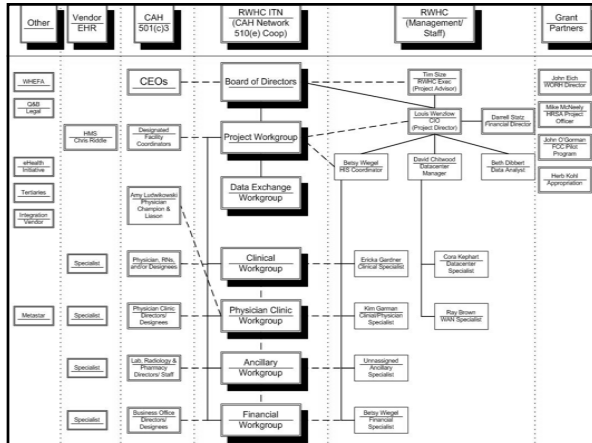 Other
Vendor
EHR
CAH
501(c)3
RWHC ITN
(CAH Network
510(e) Coop)
RWHC
(Management/
Staff)
Grant
Partners
WHEFA
Q&B
Legal
eHealth
Initiative
Tertiaries
Integration
Vendor
Metastar
HMS
Chris Riddle
Specialist
Specialist
Specialist
Specialist
CEOs
Designated
Facility
Coordinators
Amy Ludwikowski
Physician
Champion &
Liason
Physician, RNs,
and/or Designees
Physician Clinic
Directors/
Designees
Lab, Radiology &
Pharmacy
Directors/ Staff
Business Office
Directors/
Designees
Board of Directors
Project Workgroup
Data Exchange
Workgroup
Clinical
Workgroup
Physician Clinic
Workgroup
Ancillary
Workgroup
Financial
Workgroup
Tim Size
RWHC Exec
(Project Advisor)
Louis Wenzlow
CIO
(Project Director)
Darrell Statz
Financial Director
Betsy Wiegel
HIS Coordinator
David Chitwood
Datacenter
Manager
Beth Dibbert
Data Analyst
Ericka Gardner
Clinical Specialist
Cora Kephart
Datacenter
Specialist
Kim Garman
Clinical/Physician
Specialist
Ray Brown
WAN Specialist
Unnassigned
Ancillary
Specialist
Betsy Wiegel
Financial
Specialist
John Eich
WORH Director
Mike McNeely
HRSA Project
Officer
John O'Gorman
FCC Pilot
Program
Herb Kohl
Appropriation